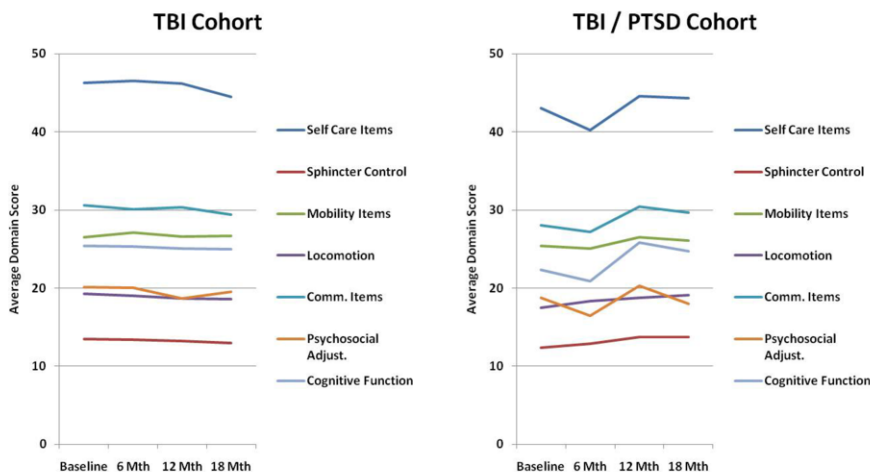 TBI Cohort
50
40
30
20
10
0
Average Domain Score
Baseline 6 Mth 12 Mth 18 Mth
Self Care Items
Sphincter Control
Mobility Items
Locomotion
Comm. Items
Psychosocial
Adjust.
Cognitive Function
TBI / PTSD Cohort
50
40
30
20
10
0
Average Domain Score
Baseline 6 Mth 12 Mth 18 Mth
Self Care Items
Sphincter Control
Mobility Items
Locomotion
Comm. Items
Psychosocial
Adjust.
Cognitive Function